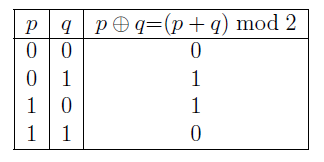 p q p ⊕ q=(p + q) mod 2
0 0 0
0 1 1
1 0 1
1 1 0